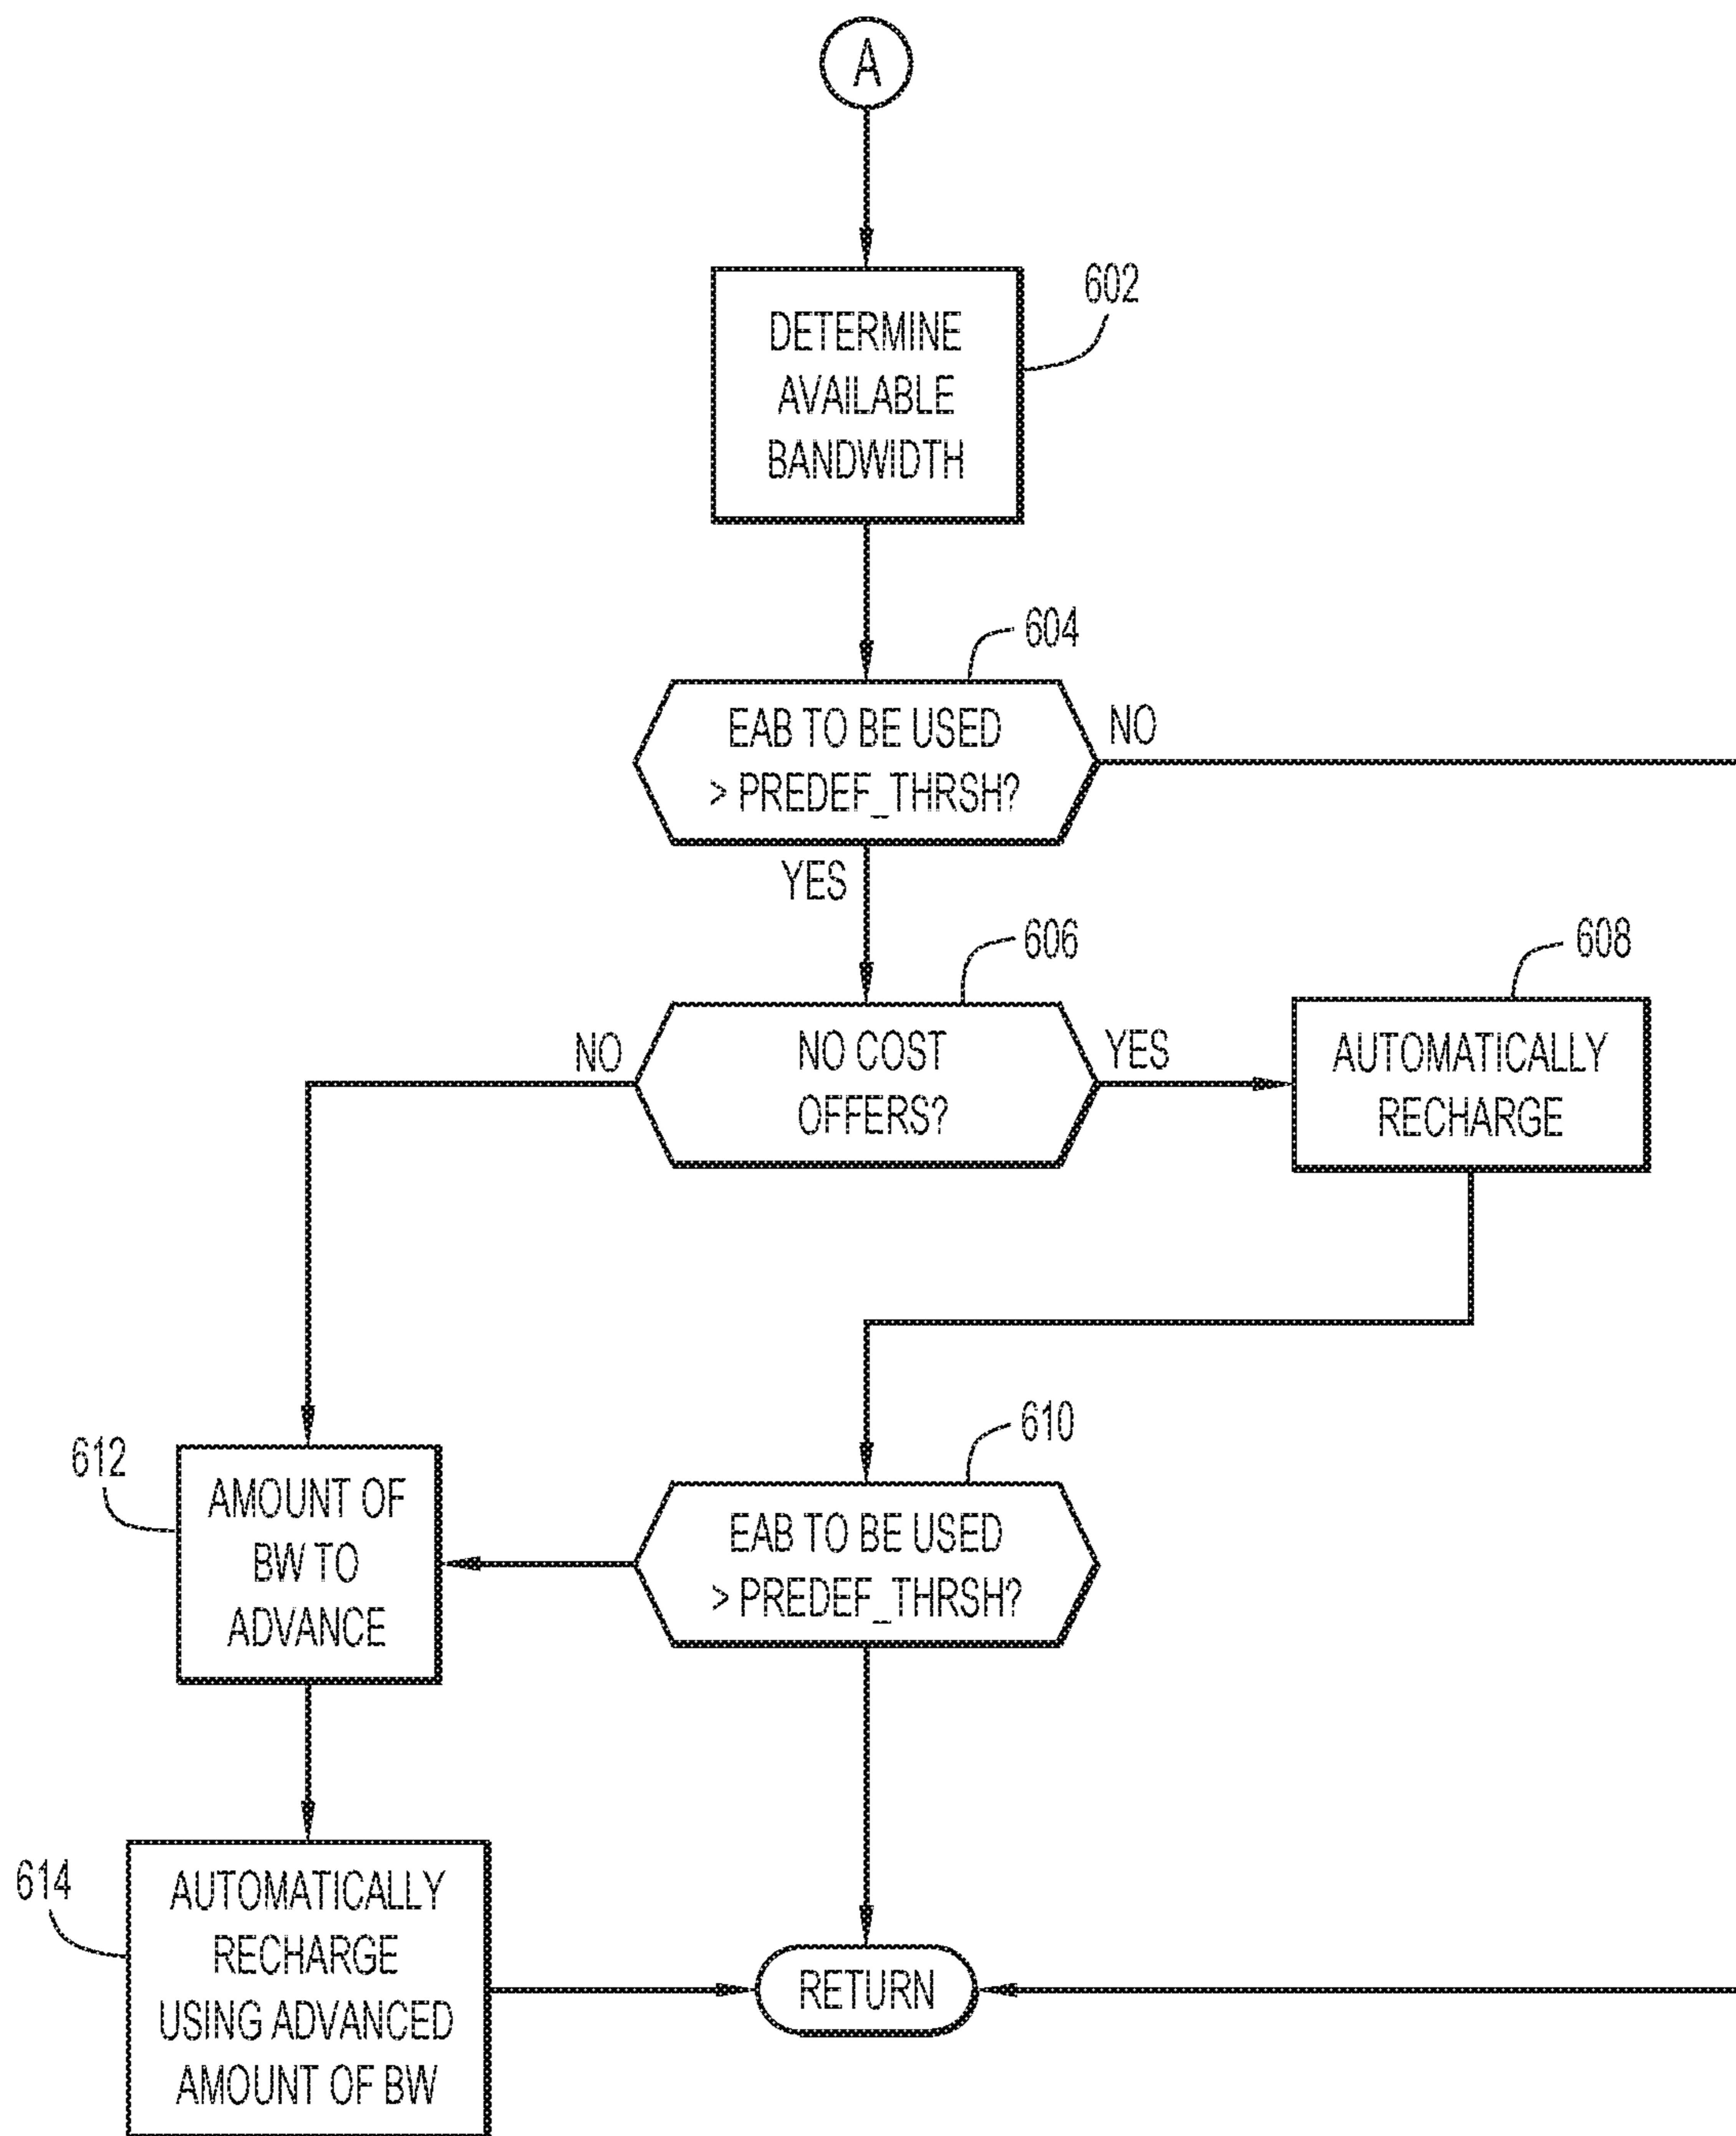 A
602
DETERMINE
AVAILABLE
BANDWIDTH
604
EAB TO BE USED
> PREDEF_THRSH?
NO
YES
606
608
NO
NO COST
OFFERS?
YES
AUTOMATICALLY
RECHARGE
610
612
AMOUNT OF
BW TO
ADVANCE
EAB TO BE USED
> PREDEF_THRSH?
614
AUTOMATICALLY
RECHARGE
USING ADVANCED
AMOUNT OF BW
RETURN